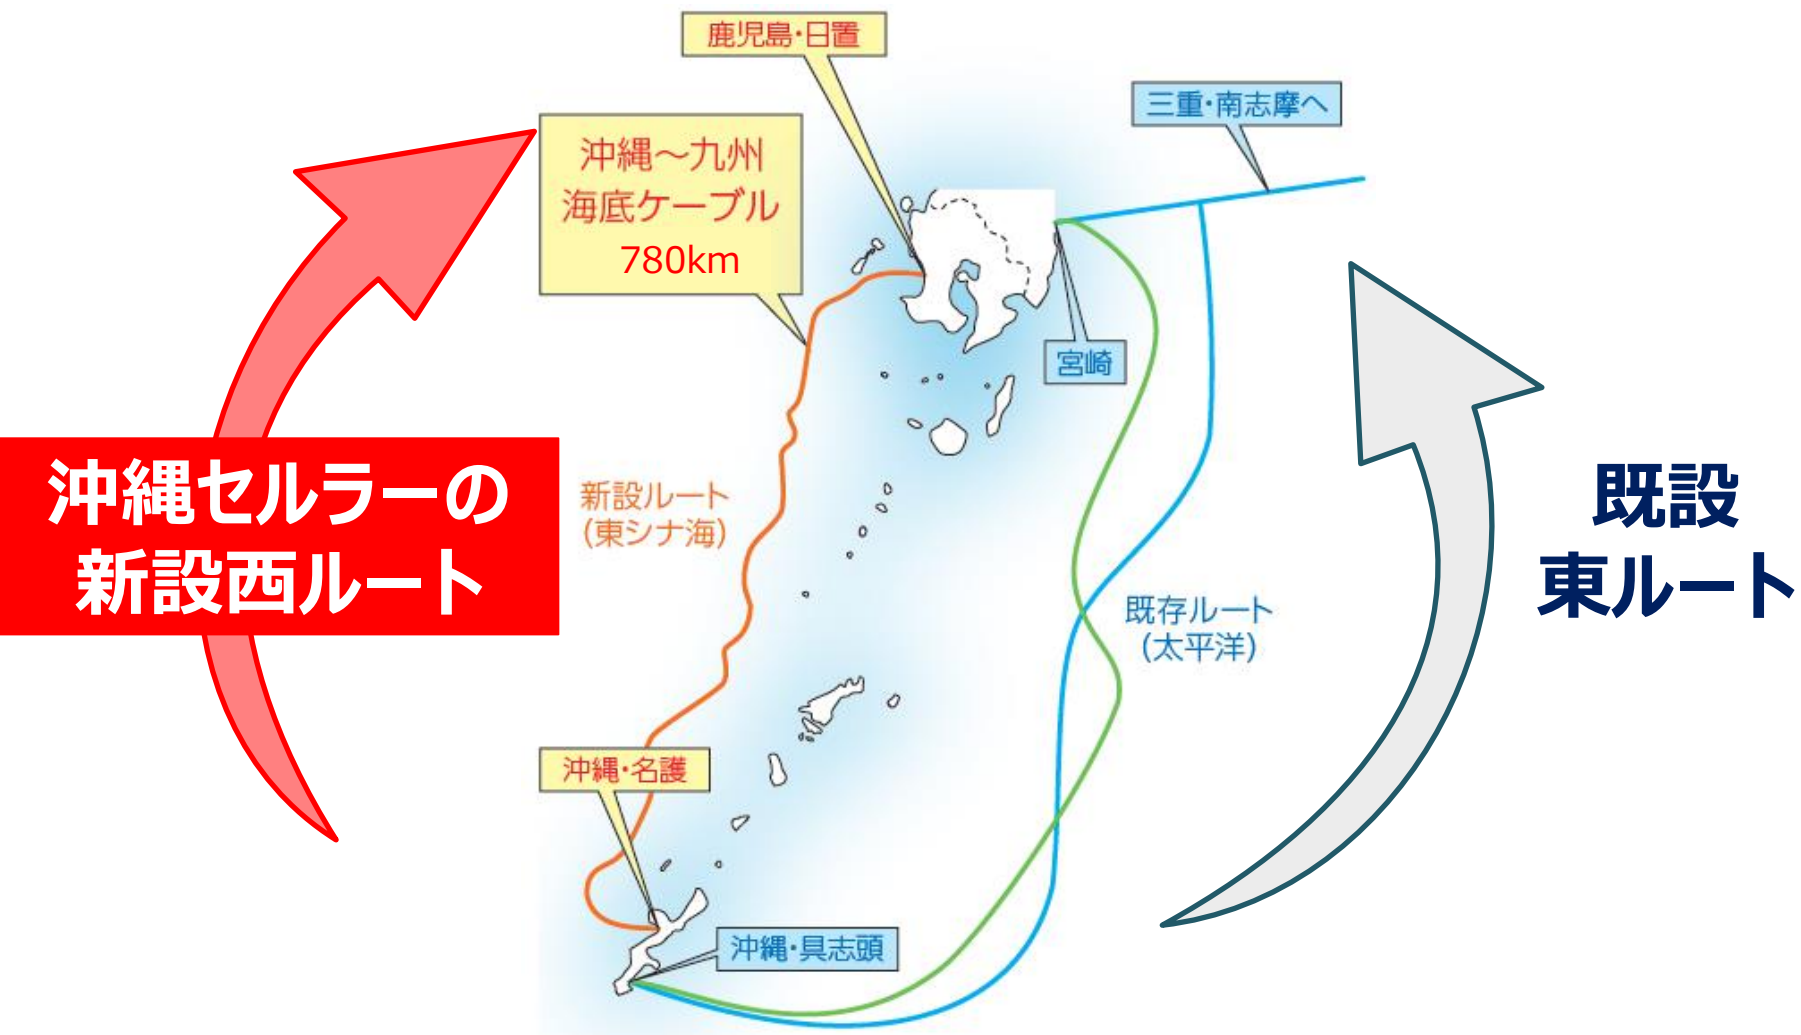 鹿児島・日置
三重・南志摩へ
沖縄～九州
海底ケーブル
780km
宮崎
沖縄セルラーの
新設西ルート
新設ルート
(東シナ海)
既設
東ルート
既存ルート
(太平洋)
沖縄・名護
沖縄・具志頭